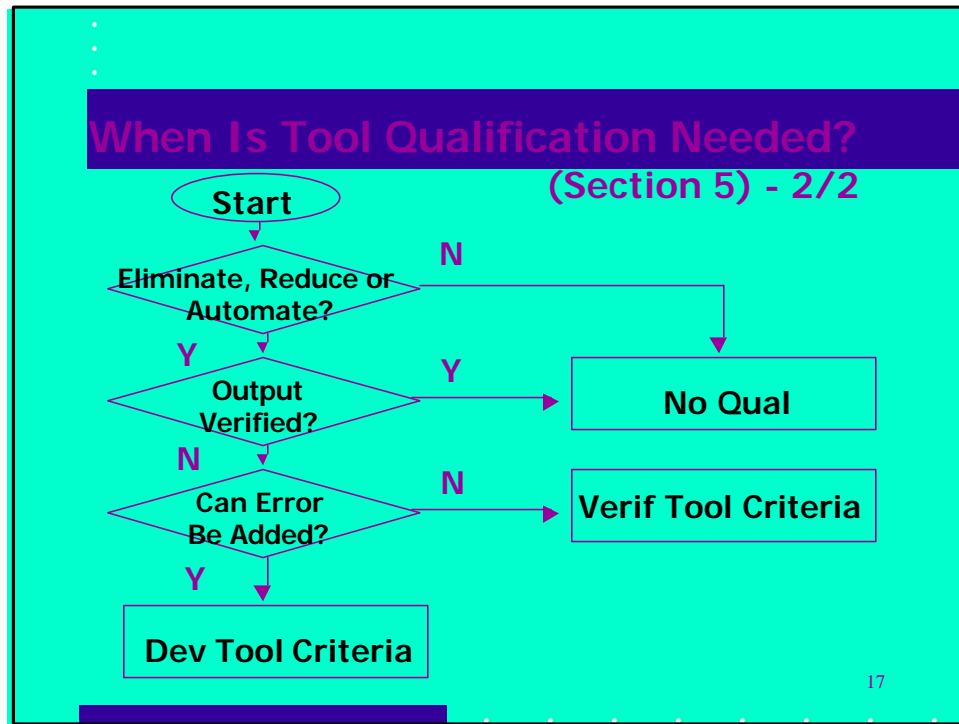 When Is Tool Qualification Needed?
(Section 5) - 2/2
Start
N
Eliminate, Reduce or
Automate?
Y
Y
Output
Verified?
No Qual
N
N
Can Error
Be Added?
Verif Tool Criteria
Y
Dev Tool Criteria
17